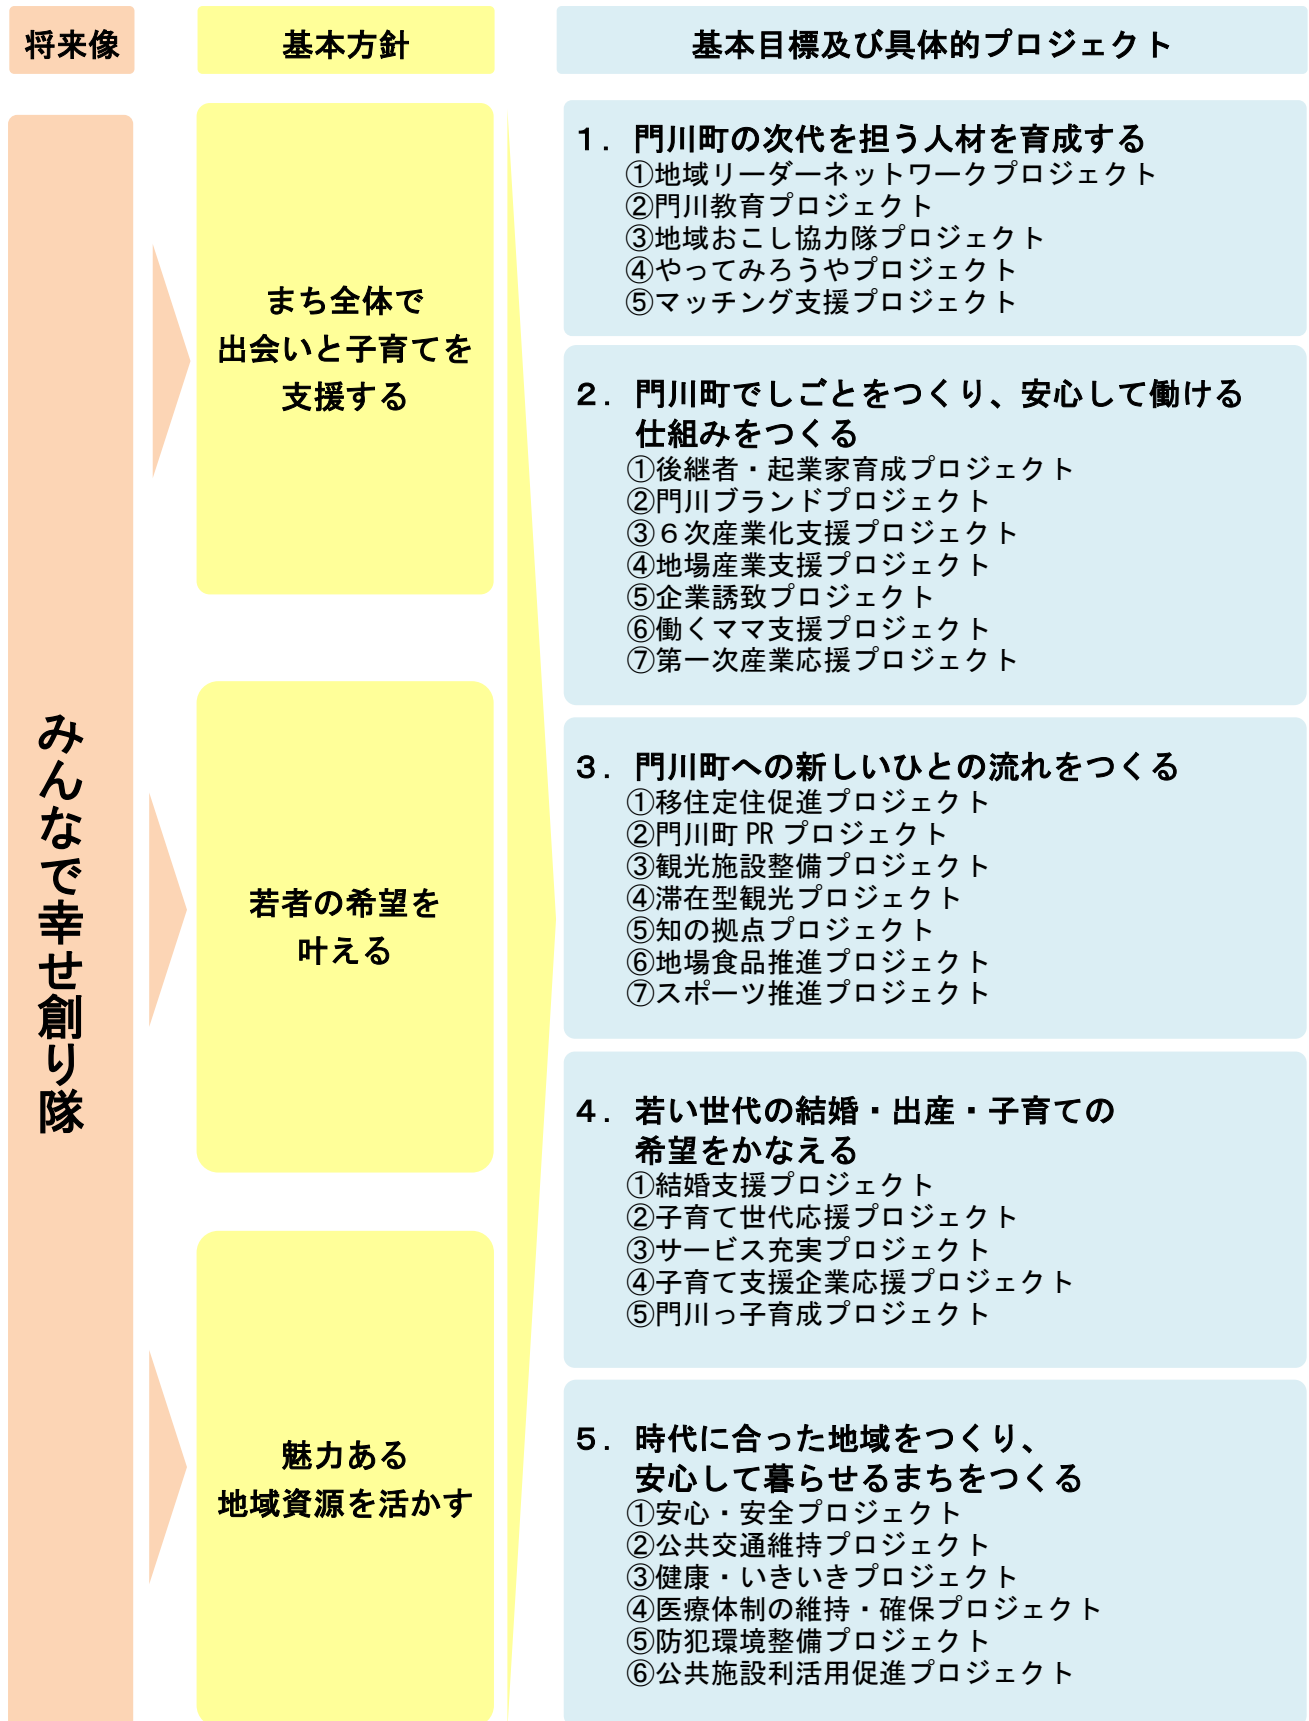 将来像
基本方針
基本目標及び具体的プロジェクト
みんなで幸せ創り隊
まち全体で
出会いと子育てを
支援する
若者の希望を
叶える
魅力ある
地域資源を活かす
１．門川町の次代を担う人材を育成する
①地域リーダーネットワークプロジェクト
②門川教育プロジェクト
③地域おこし協力隊プロジェクト
④やってみろうやプロジェクト
⑤マッチング支援プロジェクト
２．門川町でしごとをつくり、安心して働ける
仕組みをつくる
①後継者・起業家育成プロジェクト
②門川ブランドプロジェクト
③６次産業化支援プロジェクト
④地場産業支援プロジェクト
⑤企業誘致プロジェクト
⑥働くママ支援プロジェクト
⑦第一次産業応援プロジェクト
３．門川町への新しいひとの流れをつくる
①移住定住促進プロジェクト
②門川町 PR プロジェクト
③観光施設整備プロジェクト
④滞在型観光プロジェクト
⑤知の拠点プロジェクト
⑥地場食品推進プロジェクト
⑦スポーツ推進プロジェクト
４．若い世代の結婚・出産・子育ての
希望をかなえる
①結婚支援プロジェクト
②子育て世代応援プロジェクト
③サービス充実プロジェクト
④子育て支援企業応援プロジェクト
⑤門川っ子育成プロジェクト
５．時代に合った地域をつくり、
安心して暮らせるまちをつくる
①安心・安全プロジェクト
②公共交通維持プロジェクト
③健康・いきいきプロジェクト
④医療体制の維持・確保プロジェクト
⑤防犯環境整備プロジェクト
⑥公共施設利活用促進プロジェクト